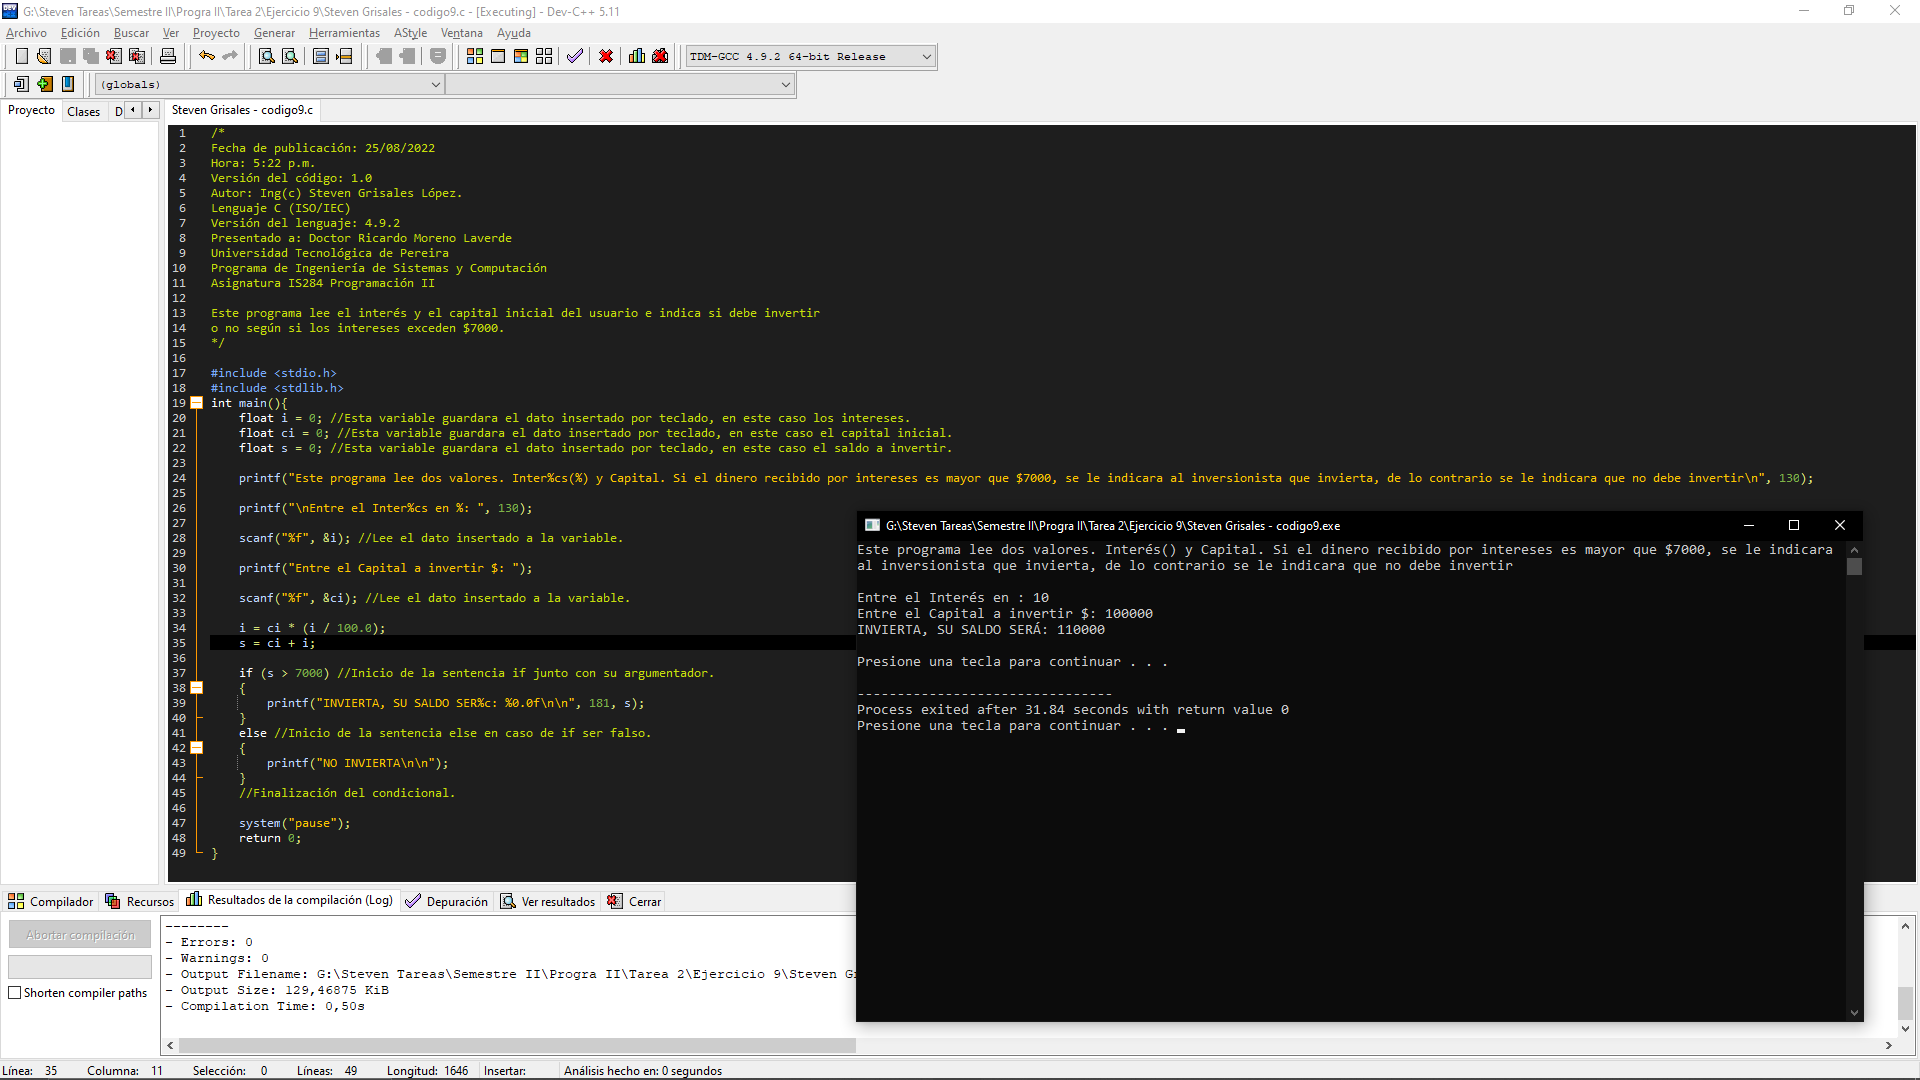 G:\Steven Tareas\Semestre II\Progra II\Tarea 2\Ejercicio 9\Steven Grisales - codigo9.c - [Executing] - Dev-C++ 5.11
Archivo Edición Buscar Ver Proyecto Generar Herramientas AStyle Ventana Ayuda
TDM-GCC 4.9.2 64-bit Release
(globals)
Proyecto Clases D
Steven Grisales - codigo9.c
1 /*
2 Fecha de publicación: 25/08/2022
3 Hora: 5:22 p.m.
4 Versión del código: 1.0
5 Autor: Ing(c) Steven Grisales López.
6 Lenguaje C (ISO/IEC)
7 Versión del lenguaje: 4.9.2
8 Presentado a: Doctor Ricardo Moreno Laverde
9 Universidad Tecnológica de Pereira
10 Programa de Ingeniería de Sistemas y Computación
11 Asignatura IS284 Programación II
12
13 Este programa lee el interés y el capital inicial del usuario e indica si debe invertir
14 o no según si los intereses exceden $7000.
15 */
16
17 #include <stdio.h>
18 #include <stdlib.h>
19 int main(){
20 float i = 0; //Esta variable guardara el dato insertado por teclado, en este caso los intereses.
21 float ci = 0; //Esta variable guardara el dato insertado por teclado, en este caso el capital inicial.
22 float s = 0; //Esta variable guardara el dato insertado por teclado, en este caso el saldo a invertir.
23
24 printf("Este programa lee dos valores. Inter%cs(%) y Capital. Si el dinero recibido por intereses es mayor que $7000, se le indicara al inversionista que invierta, de lo contrario se le indicara que no debe invertir\n", 130);
25
26 printf("\nEntre el Inter%cs en %: ", 130);
27
28 scanf("%f", &i); //Lee el dato insertado a la variable.
29
30 printf("Entre el Capital a invertir $: ");
31
32 scanf("%f", &ci); //Lee el dato insertado a la variable.
33
34 i = ci * (i / 100.0);
35 s = ci + i;
36
37 if (s > 7000) //Inicio de la sentencia if junto con su argumentador.
38 {
39 printf("INVIERTA, SU SALDO SER%c: %0.0f\n\n", 181, s);
40 }
41 else //Inicio de la sentencia else en caso de if ser falso.
42 {
43 printf("NO INVIERTA\n\n");
44 }
45 //Finalización del condicional.
46
47 system("pause");
48 return 0;
49 }
G:\Steven Tareas\Semestre II\Progra II\Tarea 2\Ejercicio 9\Steven Grisales - codigo9.exe
Este programa lee dos valores. Interés() y Capital. Si el dinero recibido por intereses es mayor que $7000, se le indicara
al inversionista que invierta, de lo contrario se le indicara que no debe invertir
Entre el Interés en : 10
Entre el Capital a invertir $: 100000
INVIERTA, SU SALDO SERÁ: 110000
Presione una tecla para continuar . . .
--------------------------------
Process exited after 31.84 seconds with return value 0
Presione una tecla para continuar . . .
Compilador Recursos Resultados de la compilación (Log) Depuración Ver resultados Cerrar
Abortar compilación
Shorten compiler paths
--------
- Errors: 0
- Warnings: 0
- Output Filename: G:\Steven Tareas\Semestre II\Progra II\Tarea 2\Ejercicio 9\Steven G
- Output Size: 129,46875 KiB
- Compilation Time: 0,50s
Línea: 35 Columna: 11 Selección: 0 Líneas: 49 Longitud: 1646 Insertar: Análisis hecho en: 0 segundos